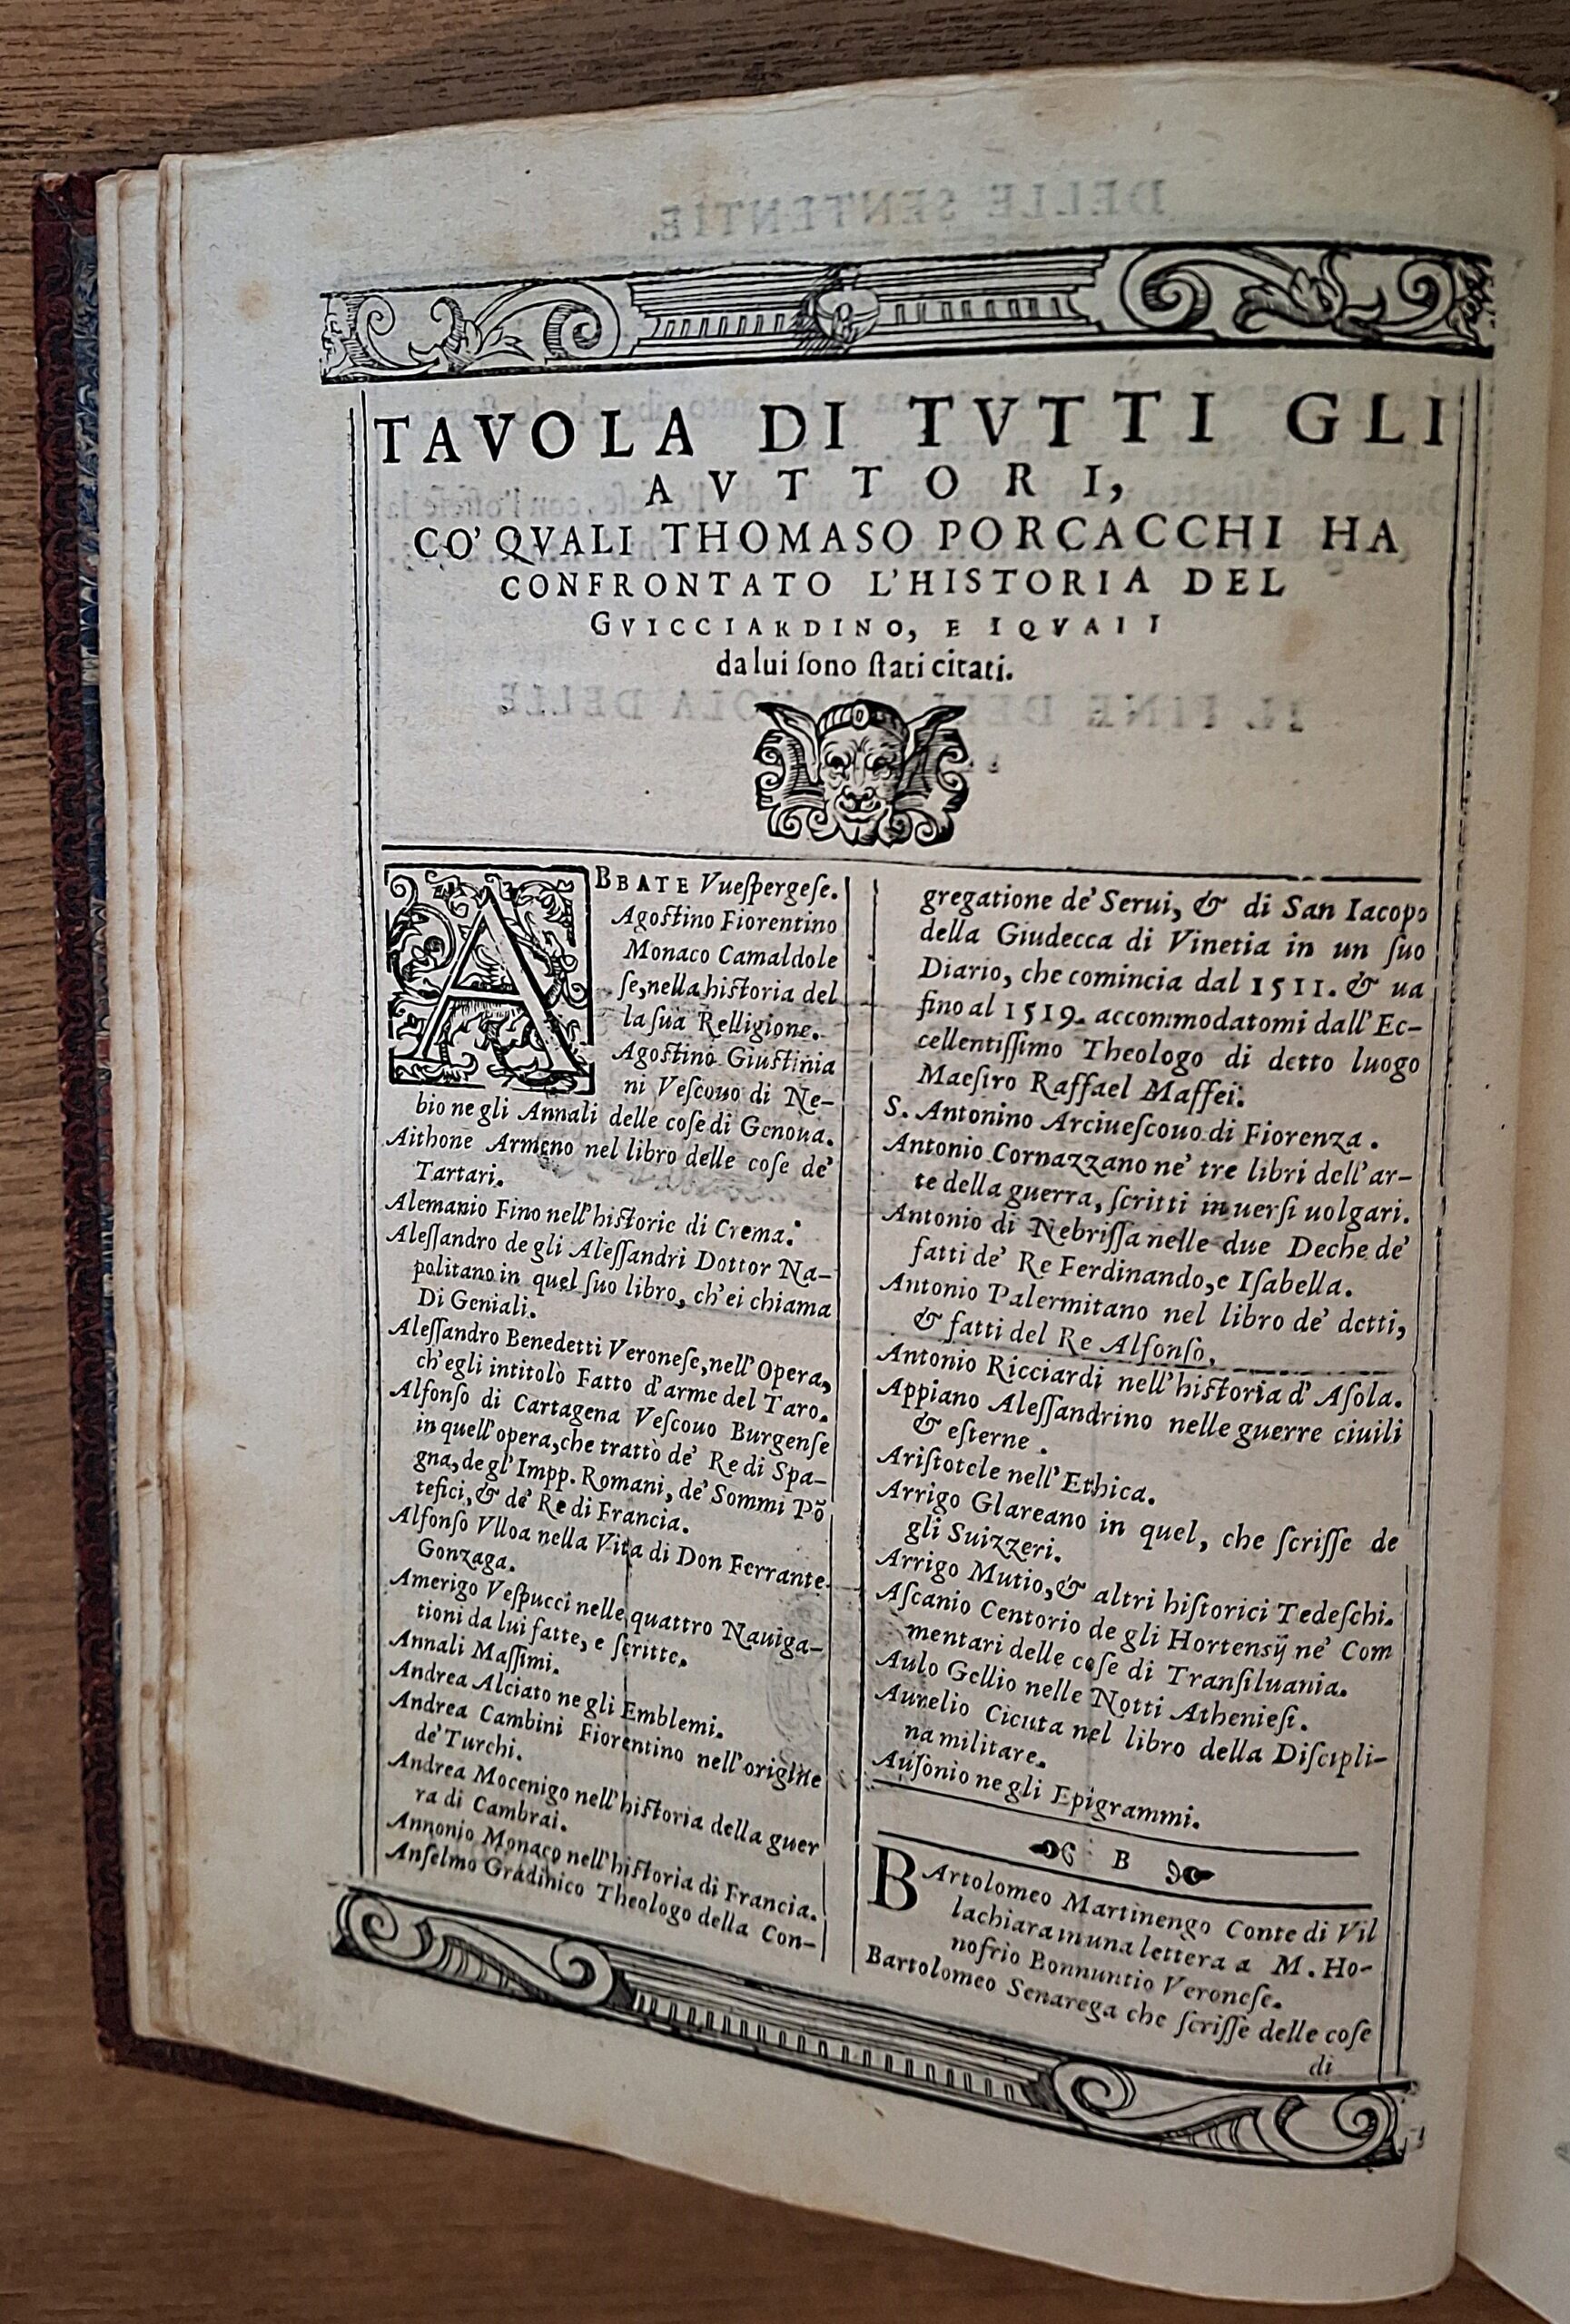 DELLE SENTENTIE.
TAVOLA DI TVTTI GLI
AVTTORI,
CO' QVALI THOMASO PORCACCHI HA
CONFRONTATO L'HISTORIA DEL
GVICCIARDINO, E IQVALI
da lui ſono ſtati citati.
IL FINE DELLA TAVOLA DELLE
ABBATE Vueſpergeſe.
Agoſtino Fiorentino
Monaco Camaldole
ſe, nella hiſtoria del
la ſua Relligione.
Agoſtino Giuſtinia
ni Veſcouo di Ne-
bio negli Annali delle coſe di Genoua.
Aithone Armeno nel libro delle coſe de'
Tartari.
Alemanio Fino nell'hiſtorie di Crema.
Aleſſandro de gli Aleſſandri Dottor Na-
politano in quel ſuo libro, ch'ei chiama
Di Geniali.
Aleſſandro Benedetti Veroneſe, nell'Opera,
ch'egli intitolò Fatto d'arme del Taro.
Alfonſo di Cartagena Veſcouo Burgenſe
in quell'opera, che trattò de' Re di Spa-
gna, de gl'Impp. Romani, de' Sommi Põ
tefici, & de' Re di Francia.
Alfonſo Vlloa nella Vita di Don Ferrante
Gonzaga.
Amerigo Veſpucci nelle quattro Nauiga-
tioni da lui fatte, e ſcritte.
Annali Maſſimi.
Andrea Alciato ne gli Emblemi.
Andrea Cambini Fiorentino nell'origine
de' Turchi.
Andrea Mocenigo nell'hiſtoria della guer
ra di Cambrai.
Annonio Monaco nell'hiſtoria di Francia.
Anſelmo Gradinico Theologo della Con-
gregatione de' Serui, & di San Iacopo
della Giudecca di Vinetia in un ſuo
Diario, che comincia dal 1511. & ua
fino al 1519. accommodatomi dall'Ec-
cellentiſſimo Theologo di detto luogo
Maeſtro Raffael Maffei.
S. Antonino Arciueſcouo di Fiorenza.
Antonio Cornazzano ne' tre libri dell'ar-
te della guerra, ſcritti in uerſi uolgari.
Antonio di Nebriſſa nelle due Deche de'
fatti de' Re Ferdinando, e Iſabella.
Antonio Palermitano nel libro de' detti,
& fatti del Re Alfonſo.
Antonio Ricciardi nell'hiſtoria d'Aſola.
Appiano Aleſſandrino nelle guerre ciuili
& eſterne.
Ariſtotele nell'Ethica.
Arrigo Glareano in quel, che ſcriſſe de
gli Suizzeri.
Arrigo Mutio, & altri hiſtorici Tedeſchi.
Aſcanio Centorio de gli Hortenſij ne' Com
mentari delle coſe di Tranſiluania.
Aulo Gellio nelle Notti Athenieſi.
Aurelio Cicuta nel libro della Diſcipli-
na militare.
Auſonio ne gli Epigrammi.
B
BArtolomeo Martinengo Conte di Vil
lachiara in una lettera a M. Ho-
nofrio Bonnuntio Veroneſe.
Bartolomeo Senarega che ſcriſſe delle coſe
di